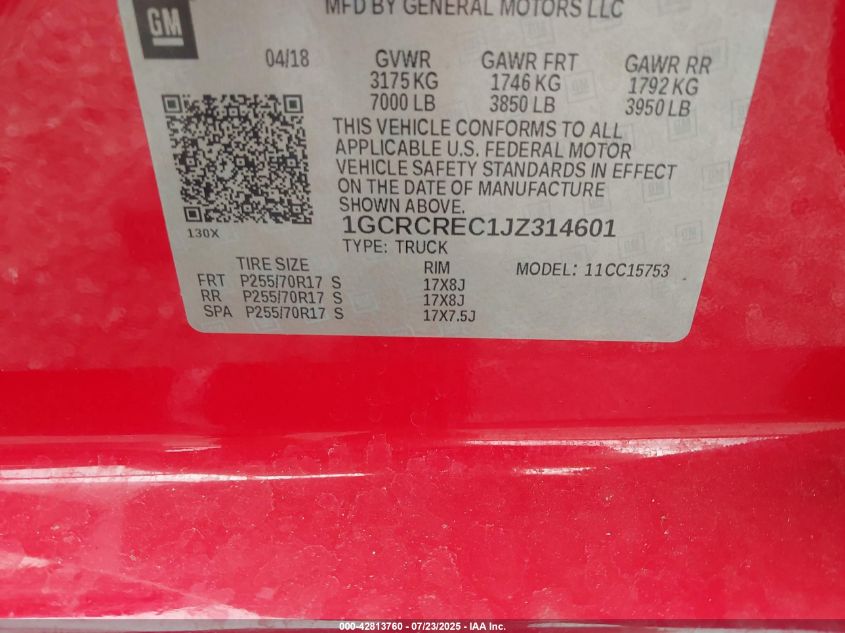 MFD BY GENERAL MOTORS LLC
GM
04/18 GVWR GAWR FRT GAWR RR
3175 KG 1746 KG 1792 KG
7000 LB 3850 LB 3950 LB
THIS VEHICLE CONFORMS TO ALL
APPLICABLE U.S. FEDERAL MOTOR
VEHICLE SAFETY STANDARDS IN EFFECT
ON THE DATE OF MANUFACTURE
SHOWN ABOVE.
130X
1GCRCREC1JZ314601
TYPE: TRUCK
TIRE SIZE RIM MODEL: 11CC15753
FRT P255/70R17 S 17X8J
RR P255/70R17 S 17X8J
SPA P255/70R17 S 17X7.5J
000-42813760 - 07/23/2025 - IAA Inc.